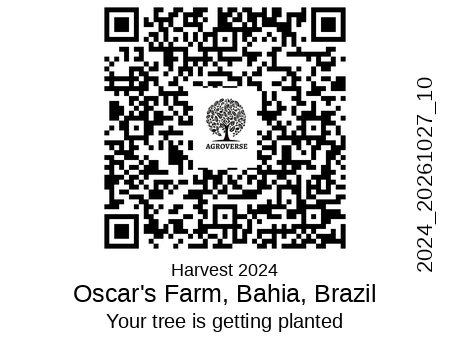 AGROVERSE
Harvest 2024
Oscar's Farm, Bahia, Brazil
Your tree is getting planted
2024_20261027_10